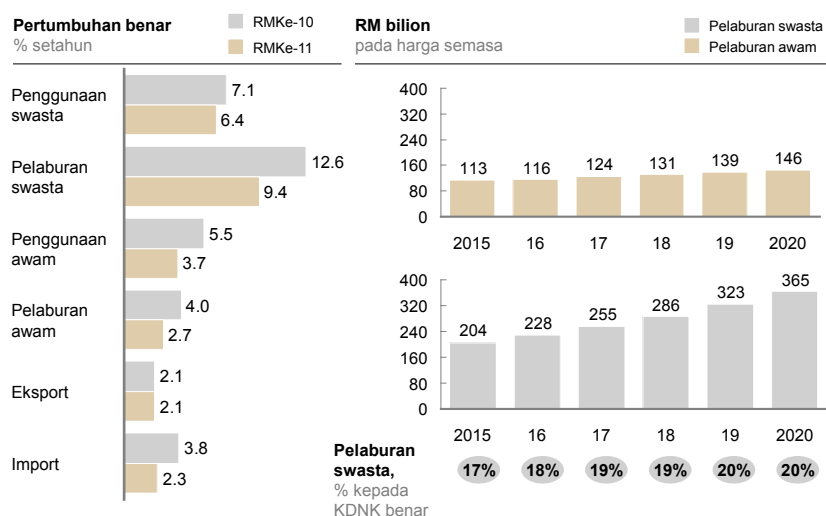 Pertumbuhan benar
% setahun
RMKe-10
RMKe-11
Penggunaan
swasta
7.1
6.4
Pelaburan
swasta
12.6
9.4
Penggunaan
awam
5.5
3.7
Pelaburan
awam
4.0
2.7
Eksport
2.1
2.1
Import
3.8
2.3
RM bilion
pada harga semasa
Pelaburan swasta
Pelaburan awam
400
320
240
160
80
0
113 116 124 131 139 146
2015 16 17 18 19 2020
400
320
240
160
80
0
204 228 255 286 323 365
2015 16 17 18 19 2020
Pelaburan
swasta,
% kepada
KDNK benar
17% 18% 19% 19% 20% 20%